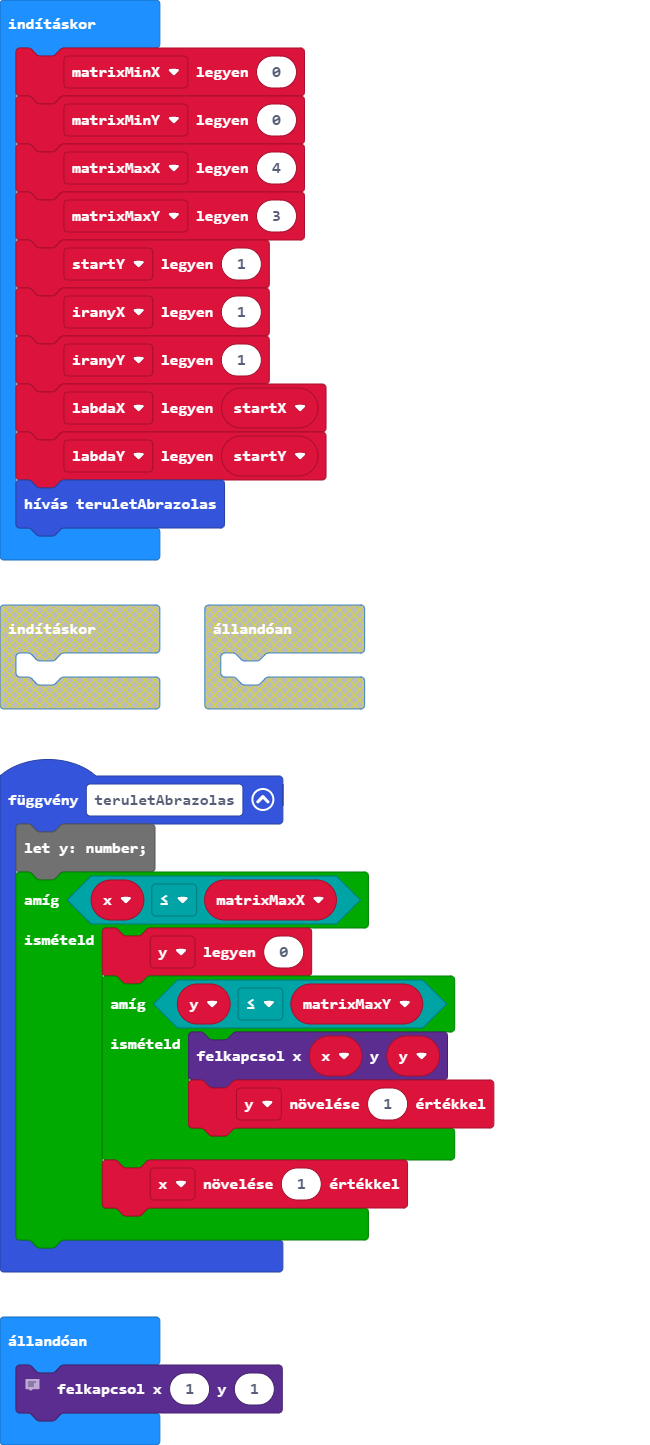 indításkor
matrixMinX legyen 0
matrixMinY legyen 0
matrixMaxX legyen 4
matrixMaxY legyen 3
startY legyen 1
iranyX legyen 1
iranyY legyen 1
labdaX legyen startX
labdaY legyen startY
hívás teruletAbrazolas
indításkor
állandóan
függvény teruletAbrazolas
let y: number;
amíg x ≤ matrixMaxX
ismételd
y legyen 0
amíg y ≤ matrixMaxY
ismételd
felkapcsol x x y y
y növelése 1 értékkel
x növelése 1 értékkel
állandóan
felkapcsol x 1 y 1